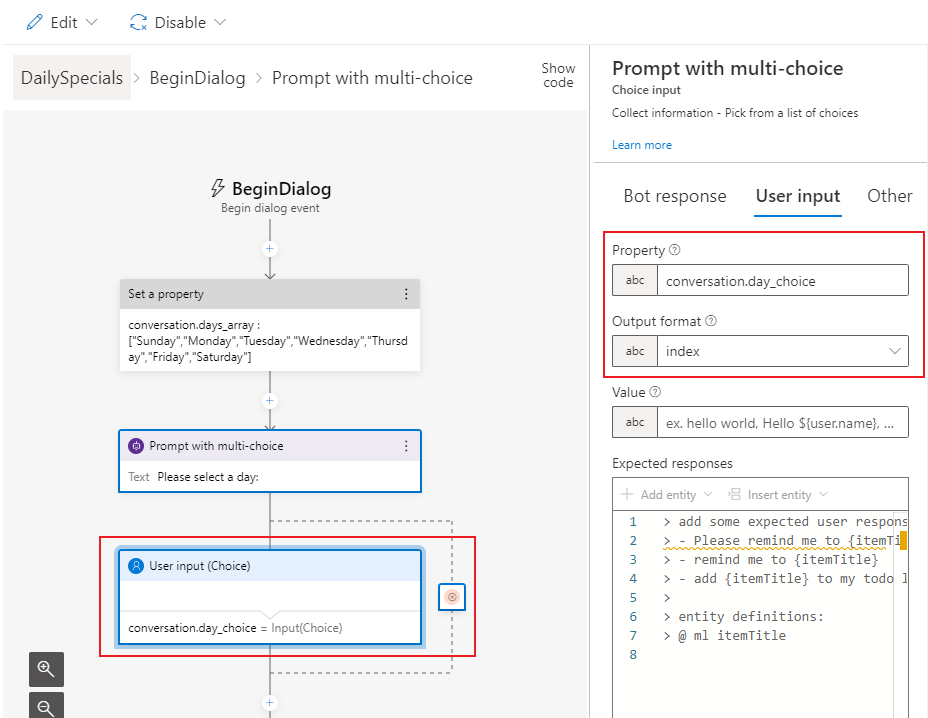 Edit
Disable
DailySpecials > BeginDialog > Prompt with multi-choice
Show
code
BeginDialog
Begin dialog event
Set a property
conversation.days_array :
["Sunday","Monday","Tuesday","Wednesday","Thursd
ay","Friday","Saturday"]
Prompt with multi-choice
Text Please select a day:
User input (Choice)
conversation.day_choice = Input(Choice)
Prompt with multi-choice
Choice input
Collect information - Pick from a list of choices
Learn more
Bot response
User input
Other
Property
abc conversation.day_choice
Output format
abc index
Value
abc ex. hello world, Hello ${user.name}, ...
Expected responses
Add entity
Insert entity
1 > add some expected user respons
2 > - Please remind me to {itemTi
3 > - remind me to {itemTitle}
4 > - add {itemTitle} to my todo l
5 >
6 > entity definitions:
7 > @ ml itemTitle
8